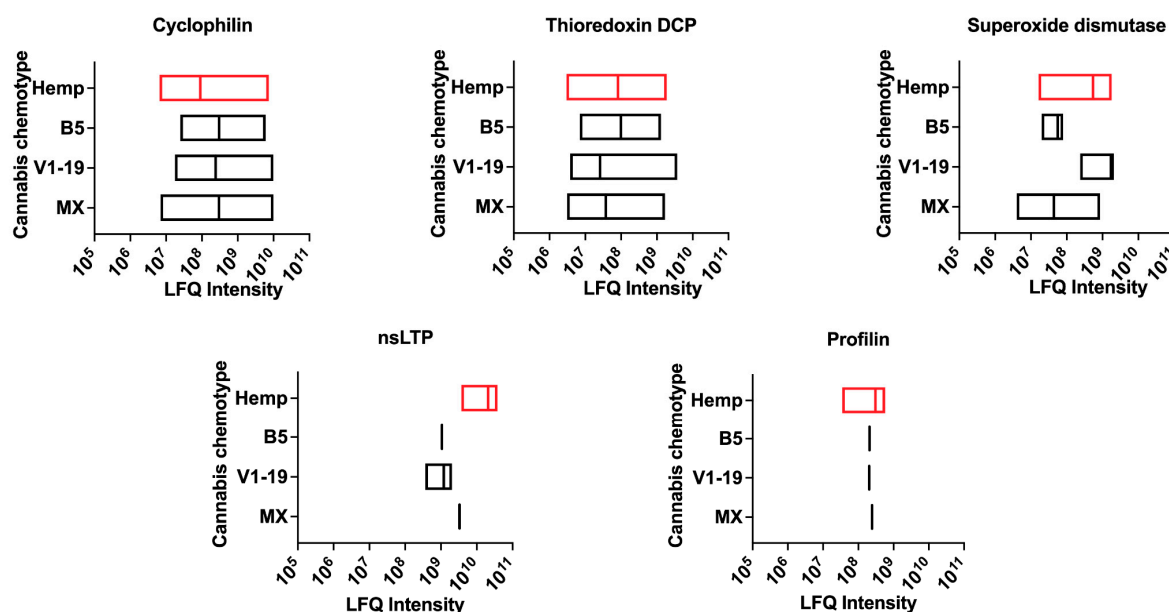 Cyclophilin
Cannabis chemotype
Hemp
B5
V1-19
MX
10^5 10^6 10^7 10^8 10^9 10^10 10^11
LFQ Intensity
Thioredoxin DCP
Cannabis chemotype
Hemp
B5
V1-19
MX
10^5 10^6 10^7 10^8 10^9 10^10 10^11
LFQ Intensity
Superoxide dismutase
Cannabis chemotype
Hemp
B5
V1-19
MX
10^5 10^6 10^7 10^8 10^9 10^10 10^11
LFQ Intensity
nsLTP
Cannabis chemotype
Hemp
B5
V1-19
MX
10^5 10^6 10^7 10^8 10^9 10^10 10^11
LFQ Intensity
Profilin
Cannabis chemotype
Hemp
B5
V1-19
MX
10^5 10^6 10^7 10^8 10^9 10^10 10^11
LFQ Intensity